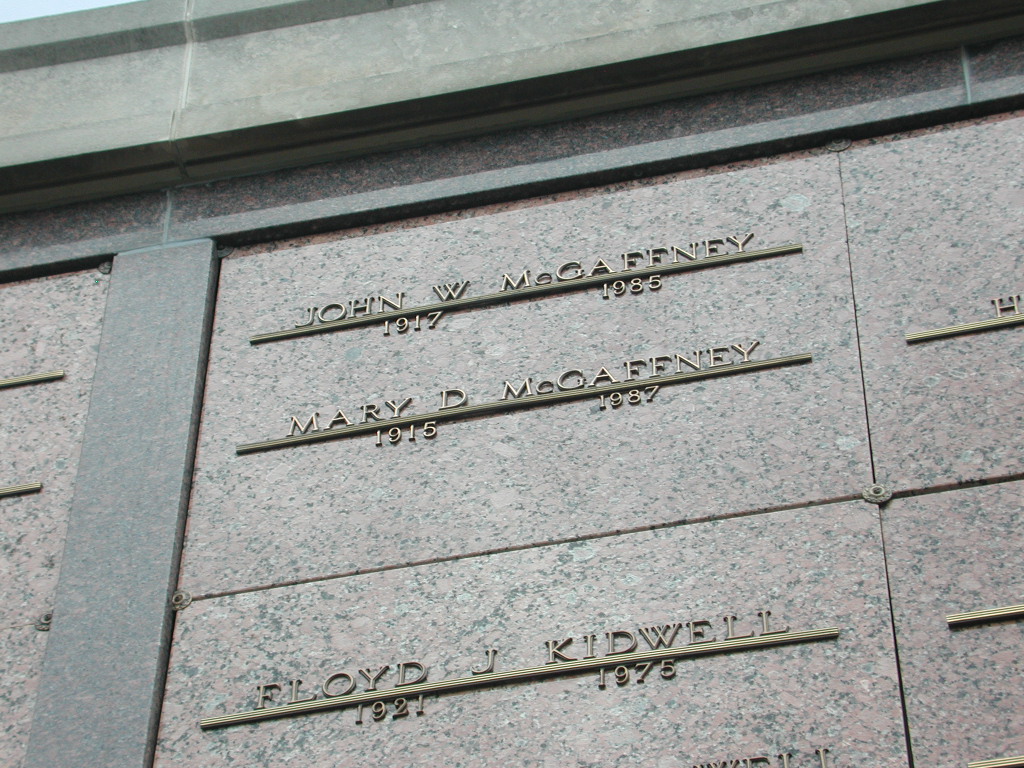 JOHN W McGAFFNEY
1917 1985
MARY D McGAFFNEY
1915 1987
H
FLOYD J KIDWELL
1921 1975